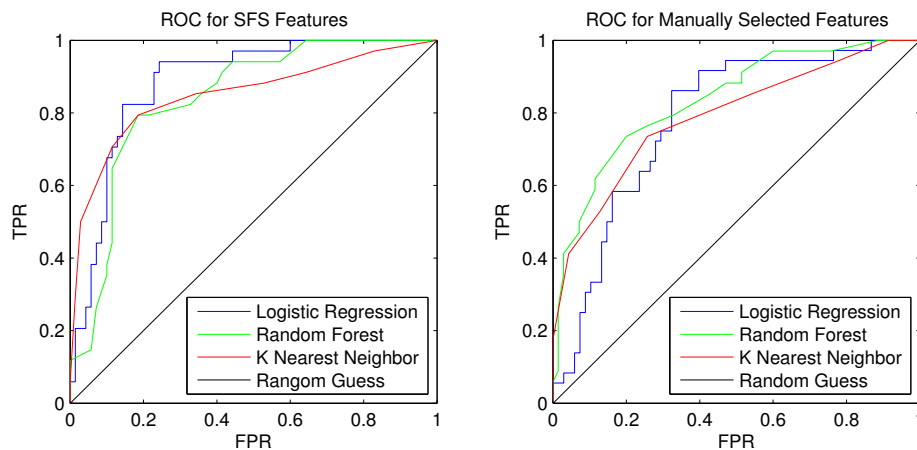 ROC for SFS Features
1
0.8
0.6
0.4
0.2
0
0
0.2
0.4
0.6
0.8
1
TPR
FPR
Logistic Regression
Random Forest
K Nearest Neighbor
Rangom Guess
ROC for Manually Selected Features
1
0.8
0.6
0.4
0.2
0
0
0.2
0.4
0.6
0.8
1
TPR
FPR
Logistic Regression
Random Forest
K Nearest Neighbor
Random Guess